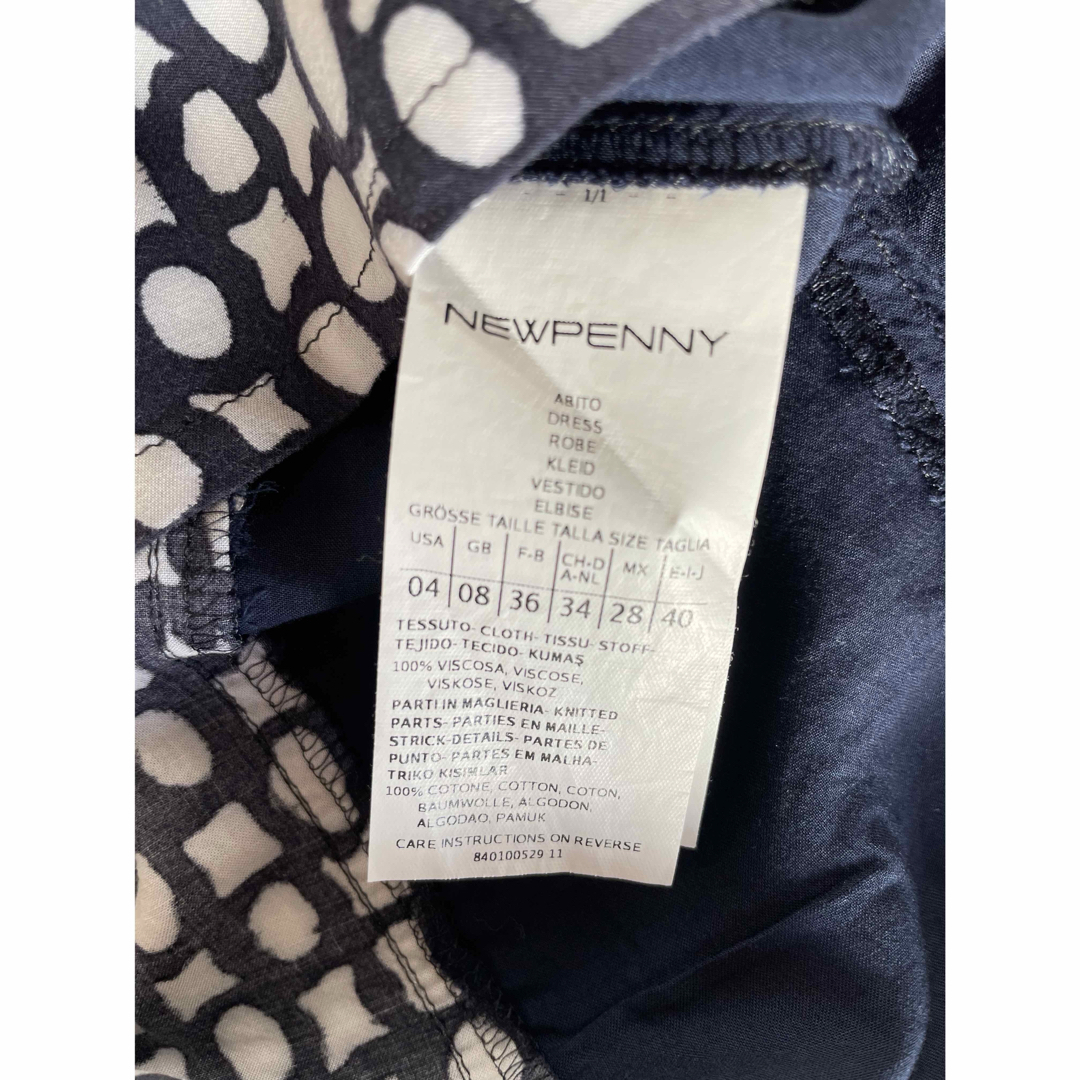 1/1
NEWPENNY
ABITO
DRESS
ROBE
KLEID
VESTIDO
ELBISE
GRÖSSE TAILLE TALLA SIZE TAGLIA
USA GB F-B CH-D A-NL MX E-I-J
04 08 36 34 28 40
TESSUTO- CLOTH- TISSU- STOFF-
TEJIDO- TECIDO- KUMAŞ
100% VISCOSA, VISCOSE,
VISKOSE, VISKOZ
PARTI IN MAGLIERIA- KNITTED
PARTS- PARTIES EN MAILLE-
STRICK-DETAILS- PARTES DE
PUNTO- PARTES EM MALHA-
TRIKO KISIMLAR
100% COTONE, COTTON, COTON,
BAUMWOLLE, ALGODON,
ALGODAO, PAMUK
CARE INSTRUCTIONS ON REVERSE
840100529 11